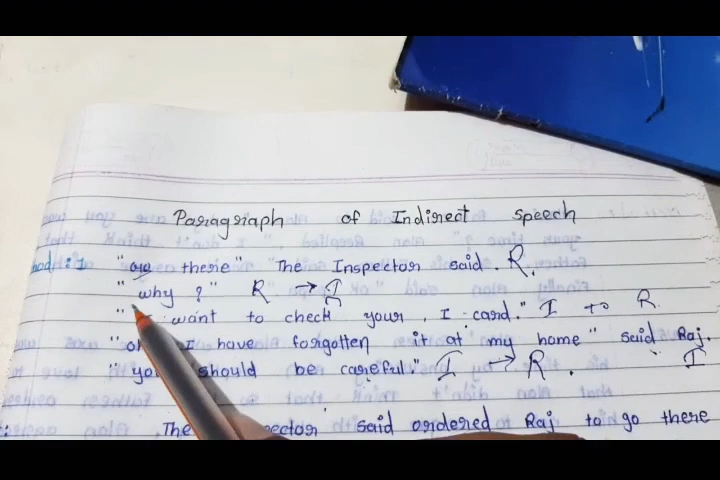 Paragraph of Indirect speech
"Go there" The Inspector said. R.
"why ?" R → I
want to check your I card." I to R
I have forgotten it at my home" said Raj.
should be careful." I → R. I
The said ordered Raj to go there